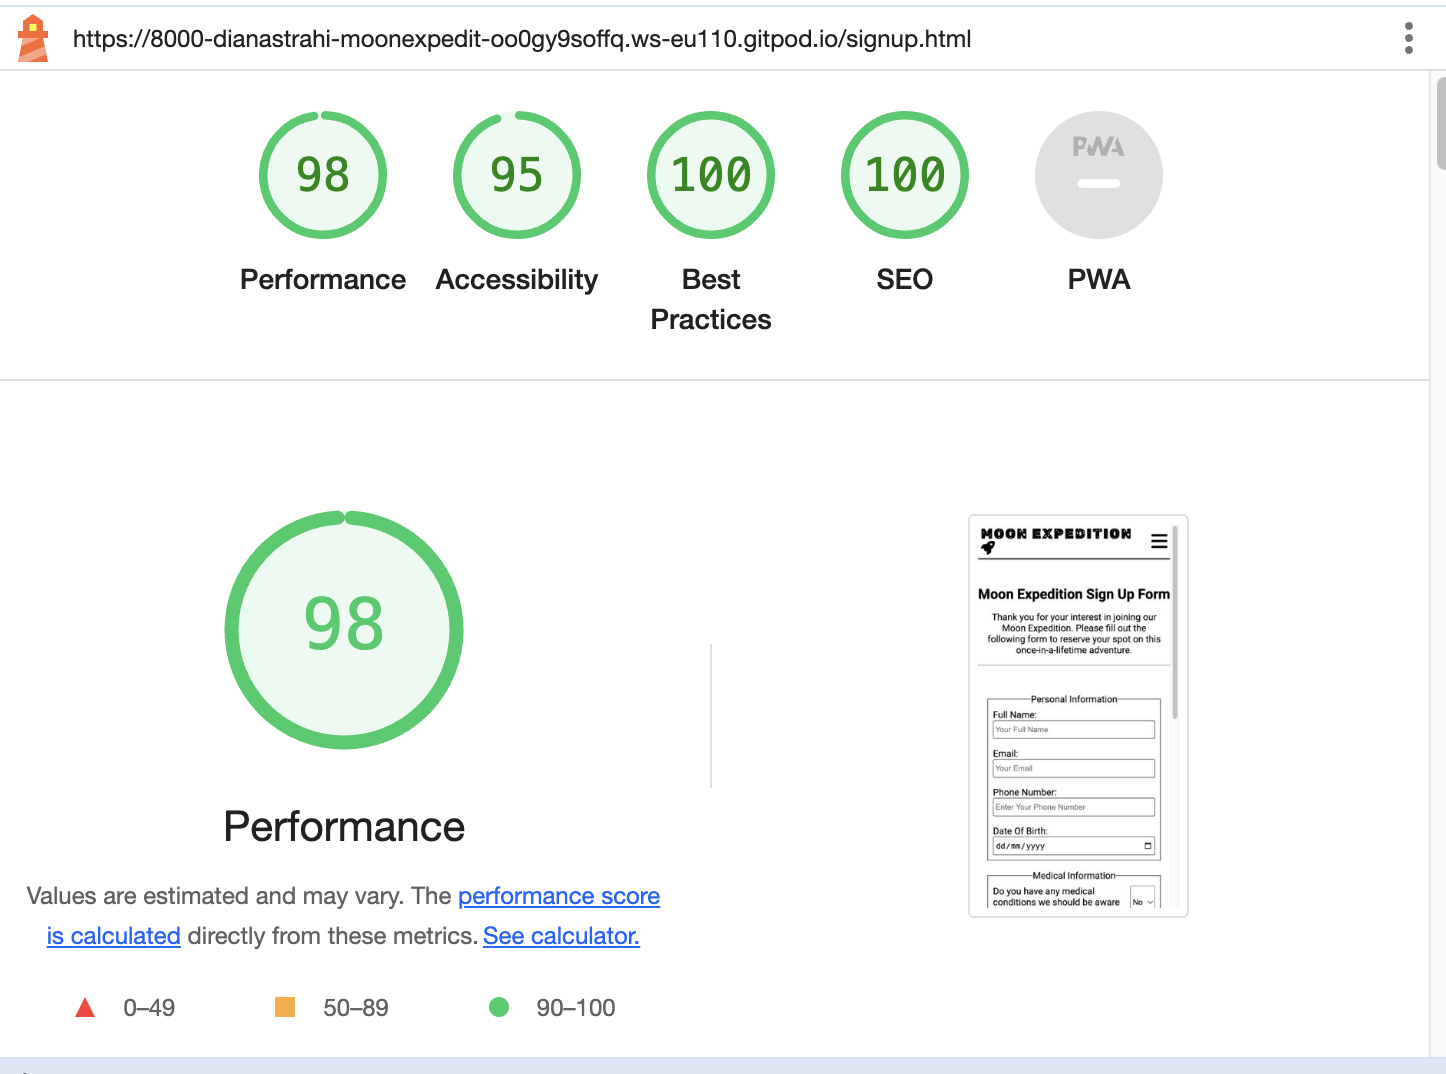 https://8000-dianastrahi-moonexpedit-oo0gy9soffq.ws-eu110.gitpod.io/signup.html
98
95
100
100
PWA
Performance
Accessibility
Best
Practices
SEO
PWA
98
Performance
Values are estimated and may vary. The performance score
is calculated directly from these metrics. See calculator.
0–49
50–89
90–100
MOON EXPEDITION
Moon Expedition Sign Up Form
Thank you for your interest in joining our
Moon Expedition. Please fill out the
following form to reserve your spot on this
once-in-a-lifetime adventure.
Personal Information
Full Name:
Your Full Name
Email:
Your Email
Phone Number:
Enter Your Phone Number
Date Of Birth:
dd/mm/yyyy
Medical Information
Do you have any medical
conditions we should be aware
No